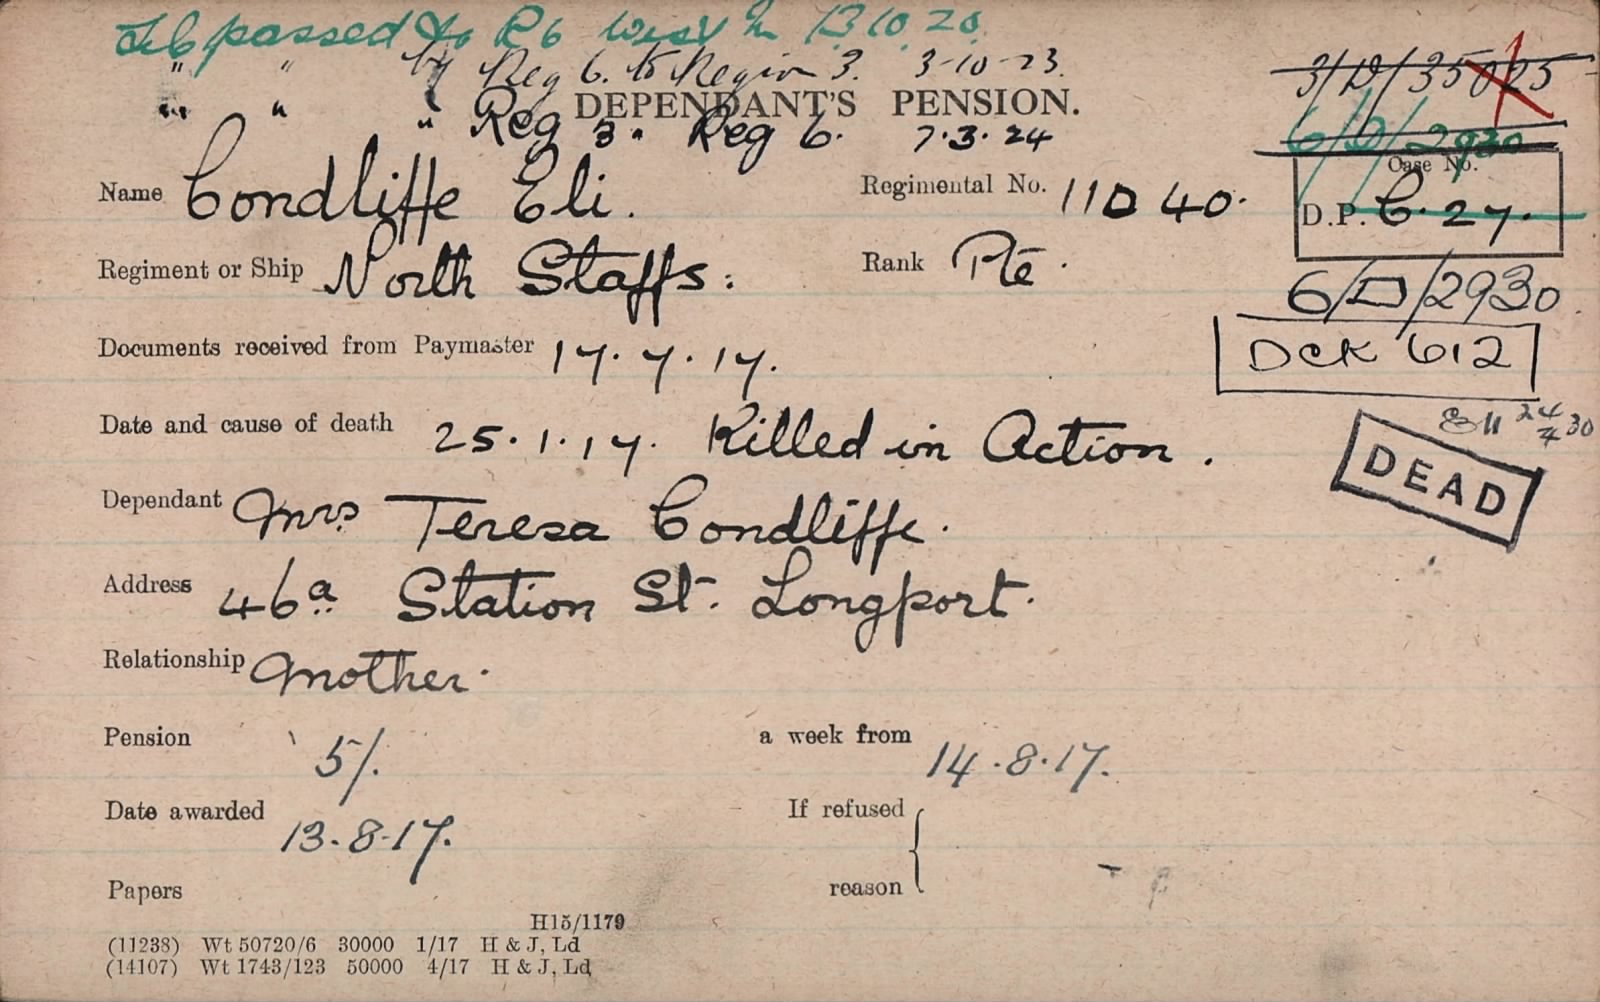 passed to R6 West M 13.10.20.
" " by Reg 6. to Region 3. 3-10-23.
" " " Reg 3. Reg 6. 7.3.24
DEPENDANT'S PENSION.
3/D/35025
6/D/2930
Case No.
D.P. C.27.
6/D/2930
DCK 612
24/4 30
DEAD
Name Condliffe Eli. Regimental No. 11040.
Regiment or Ship North Staffs: Rank Pte.
Documents received from Paymaster 17.7.17.
Date and cause of death 25.1.17. Killed in Action.
Dependant Mrs Teresa Condliffe.
Address 46a Station St. Longport.
Relationship Mother.
Pension 5/. a week from 14.8.17.
Date awarded 13.8.17. If refused
reason
Papers
H15/1179
(11238) Wt 50720/6 30000 1/17 H & J, Ld
(14107) Wt 1743/123 50000 4/17 H & J, Ld